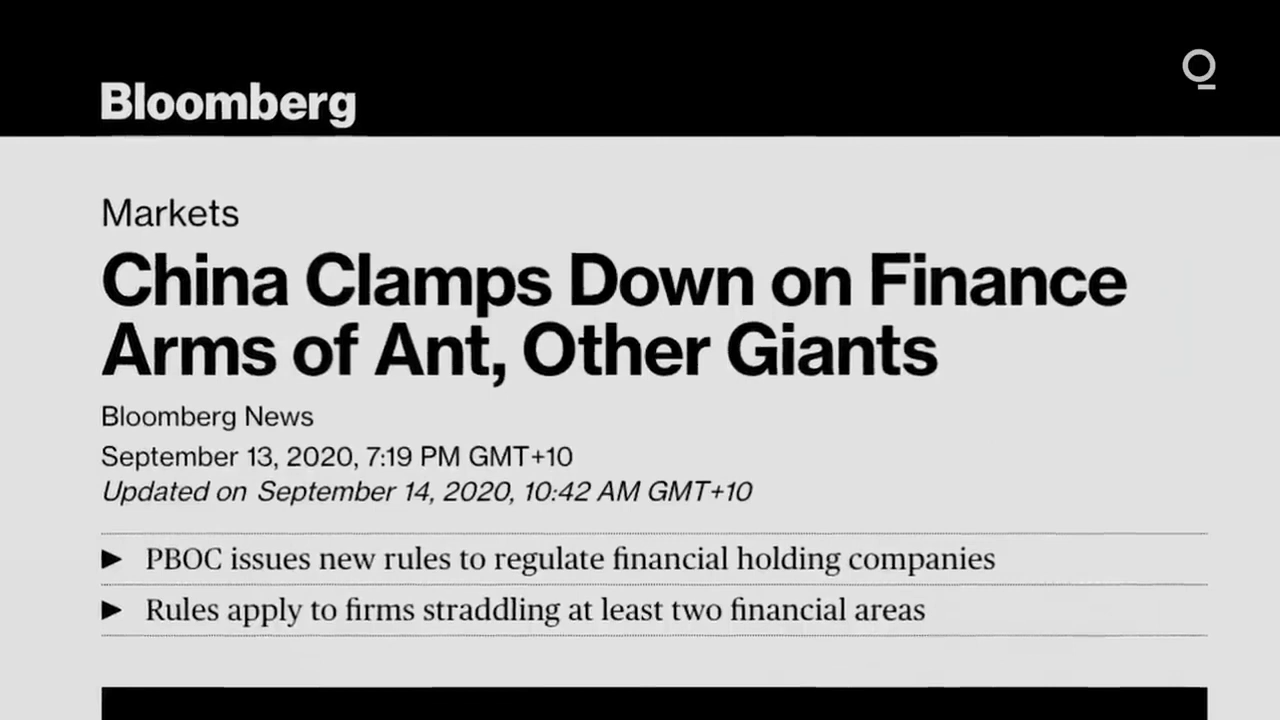 Bloomberg
Markets
China Clamps Down on Finance
Arms of Ant, Other Giants
Bloomberg News
September 13, 2020, 7:19 PM GMT+10
Updated on September 14, 2020, 10:42 AM GMT+10
► PBOC issues new rules to regulate financial holding companies
► Rules apply to firms straddling at least two financial areas